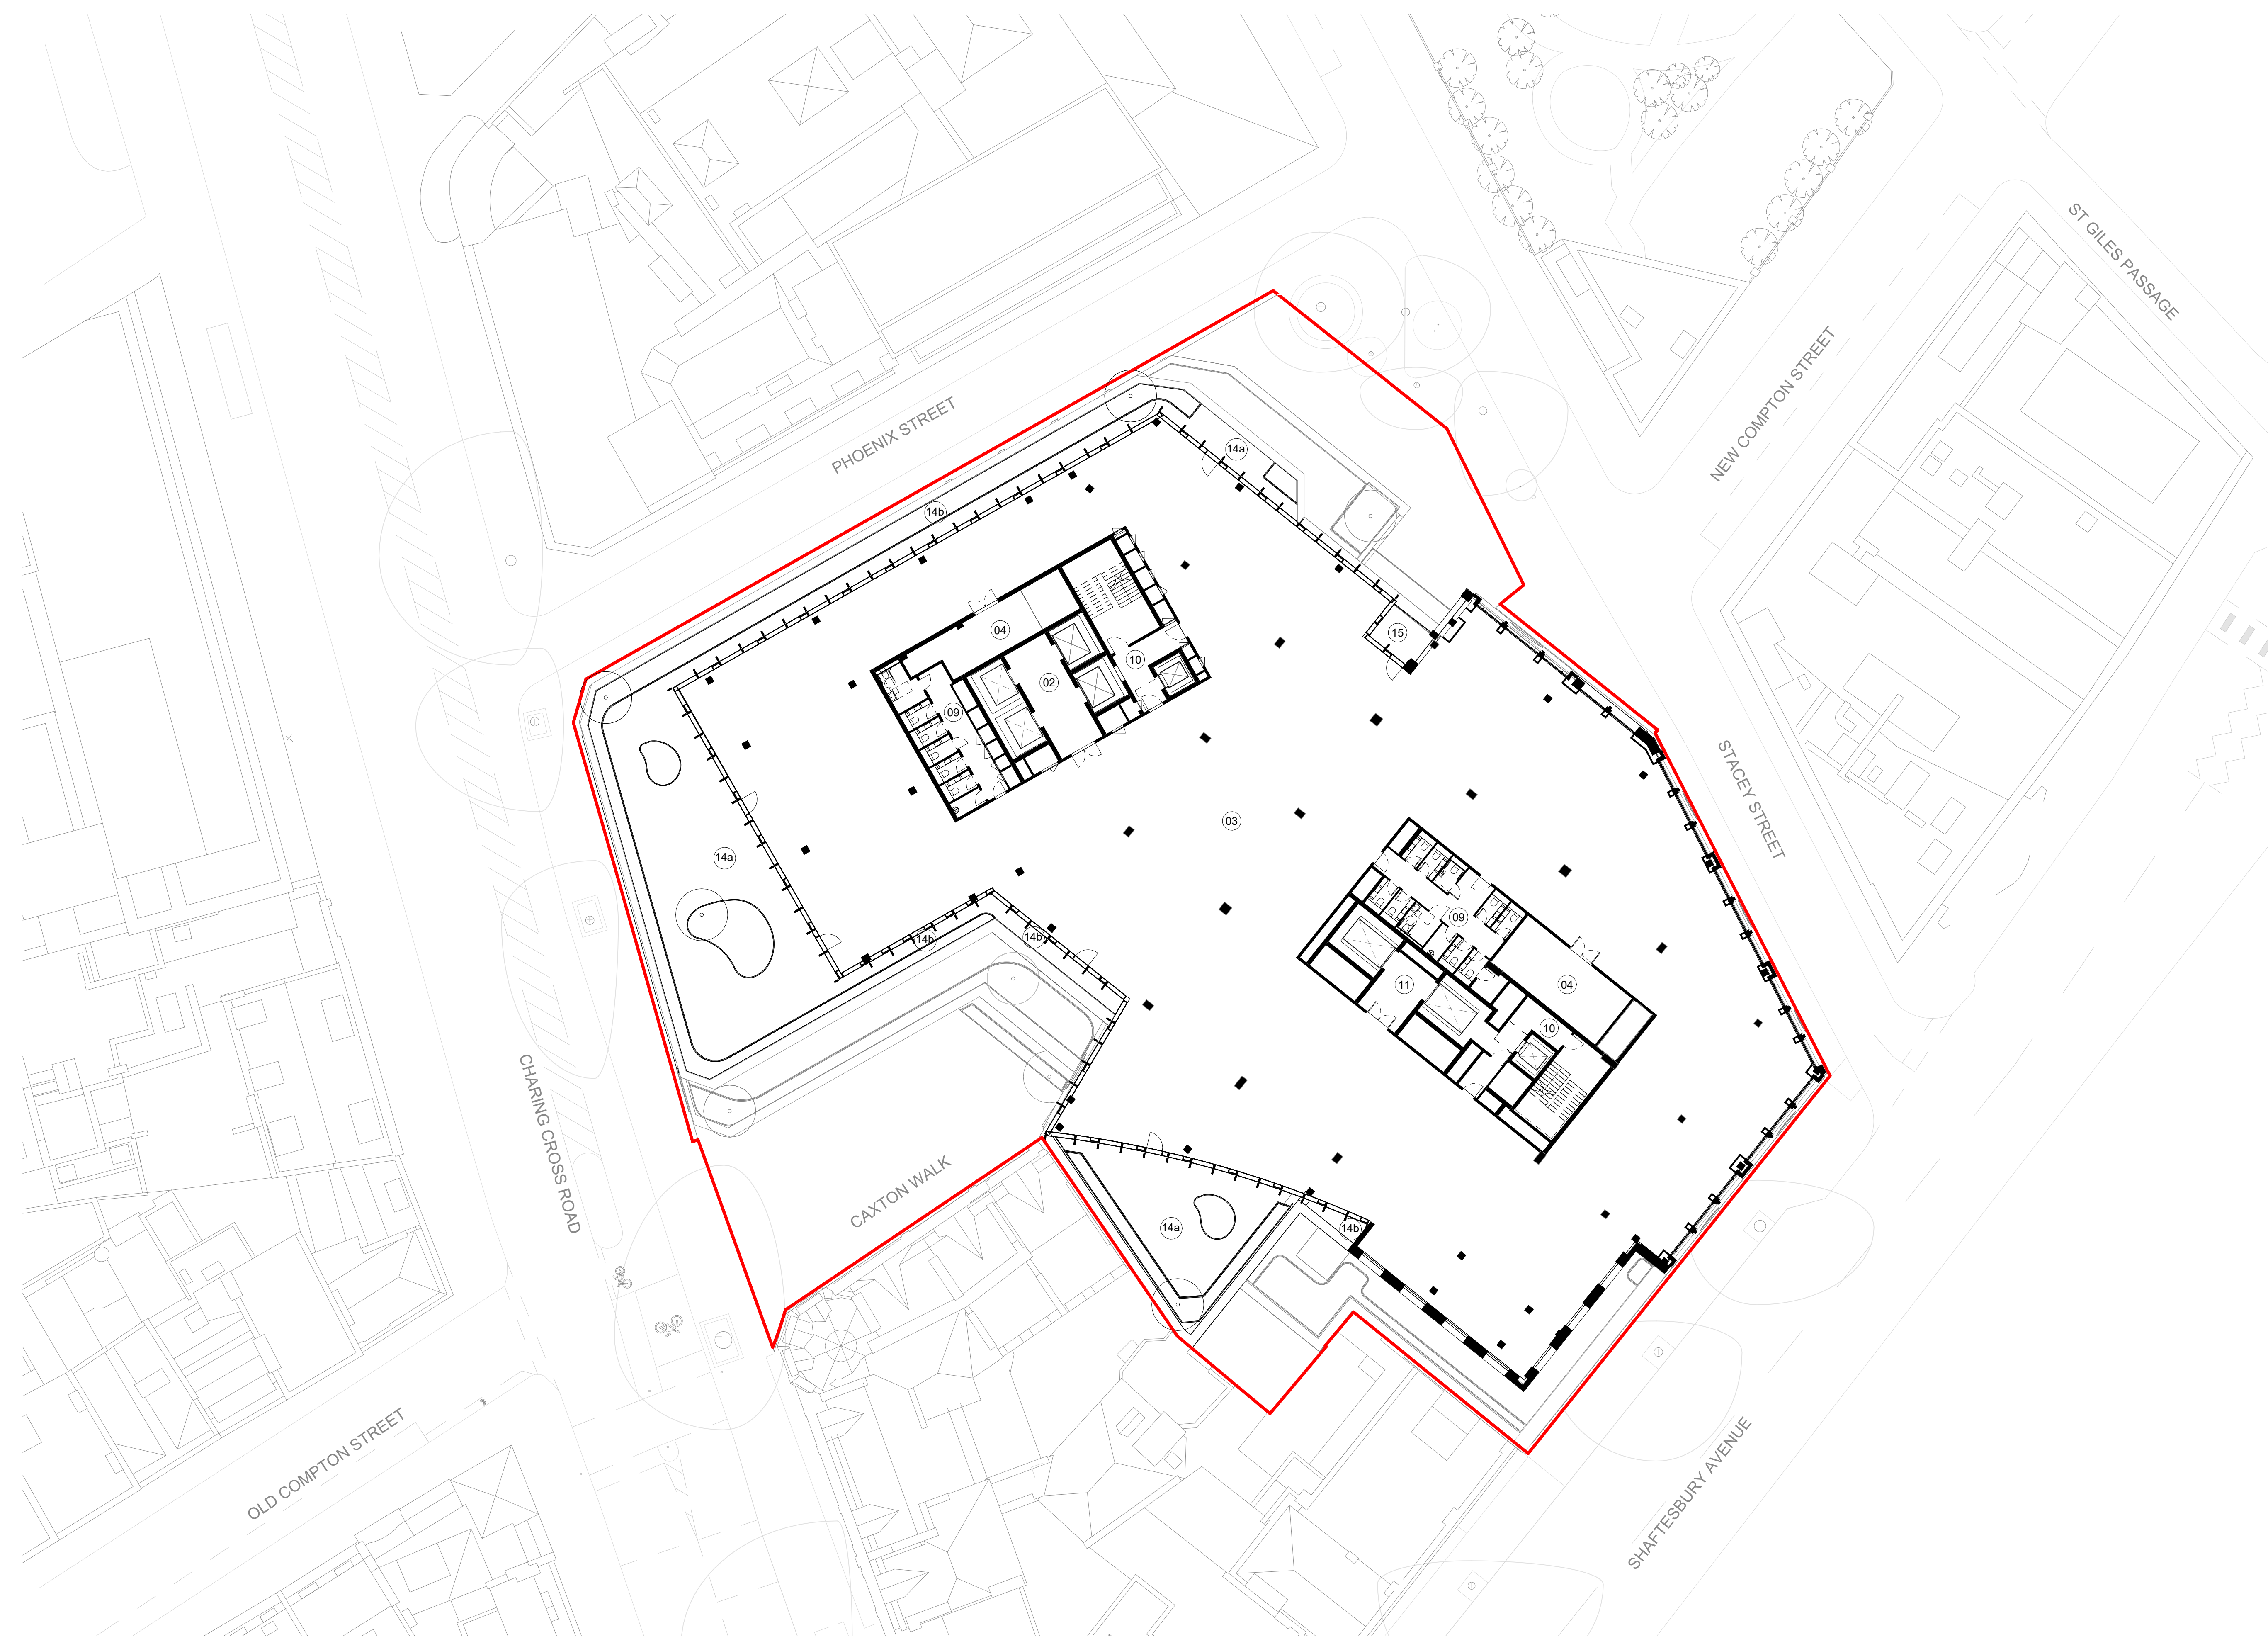 ST GILES PASSAGE
NEW COMPTON STREET
PHOENIX STREET
14a
14b
15
04
10
02
09
STACEY STREET
03
14a
09
14b
14b
11
04
10
CHARING CROSS ROAD
CAXTON WALK
14a
14b
OLD COMPTON STREET
SHAFTESBURY AVENUE